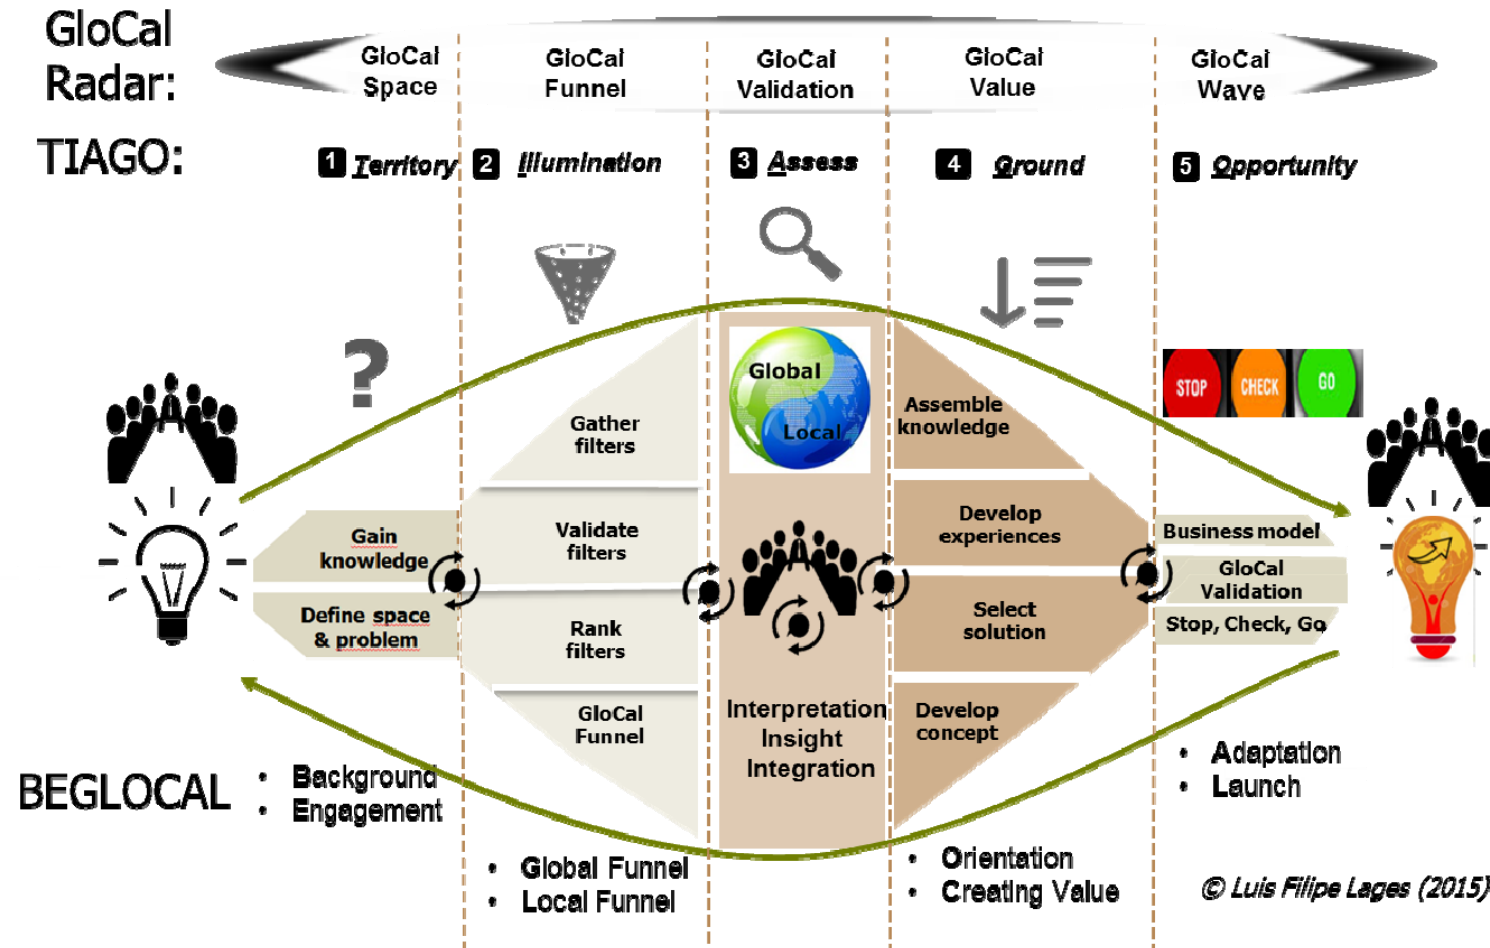 GloCal
Radar:
GloCal
Space
GloCal
Funnel
GloCal
Validation
GloCal
Value
GloCal
Wave
TIAGO:
1 Territory
2 Illumination
3 Assess
4 Ground
5 Opportunity
?
Gain
knowledge
Define space
& problem
Gather
filters
Validate
filters
Rank
filters
GloCal
Funnel
Global
Local
Interpretation
Insight
Integration
Assemble
knowledge
Develop
experiences
Select
solution
Develop
concept
STOP
CHECK
GO
Business model
GloCal
Validation
Stop, Check, Go
BEGLOCAL
• Background
• Engagement
• Global Funnel
• Local Funnel
• Orientation
• Creating Value
• Adaptation
• Launch
© Luis Filipe Lages (2015)